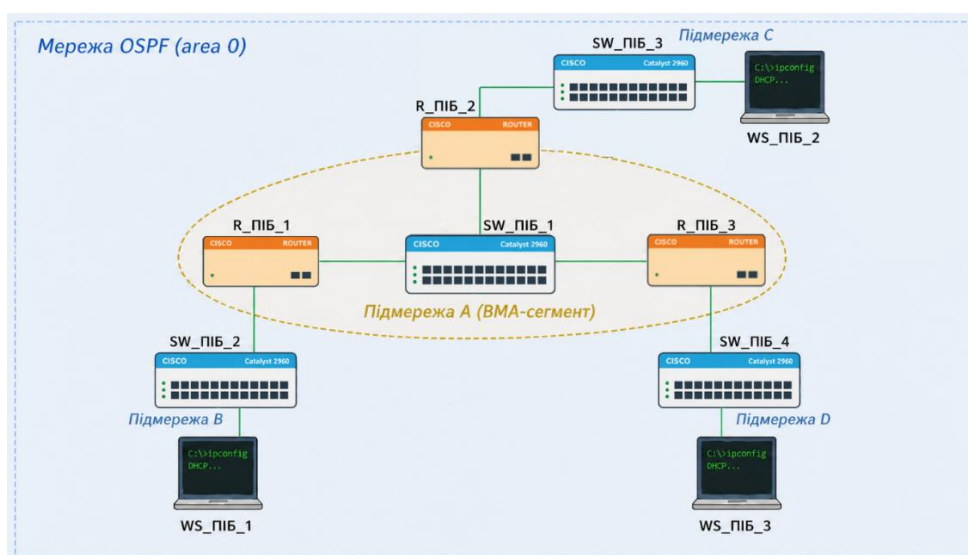 Мережа OSPF (area 0)
SW_ПІБ_3
Підмережа C
CISCO
Catalyst 2960
C:\>ipconfig
DHCP...
WS_ПІБ_2
R_ПІБ_2
CISCO
ROUTER
R_ПІБ_1
CISCO
ROUTER
SW_ПІБ_1
CISCO
Catalyst 2960
R_ПІБ_3
CISCO
ROUTER
Підмережа A (BMA-сегмент)
SW_ПІБ_2
CISCO
Catalyst 2960
Підмережа B
C:\>ipconfig
DHCP...
WS_ПІБ_1
SW_ПІБ_4
CISCO
Catalyst 2960
Підмережа D
C:\>ipconfig
DHCP...
WS_ПІБ_3